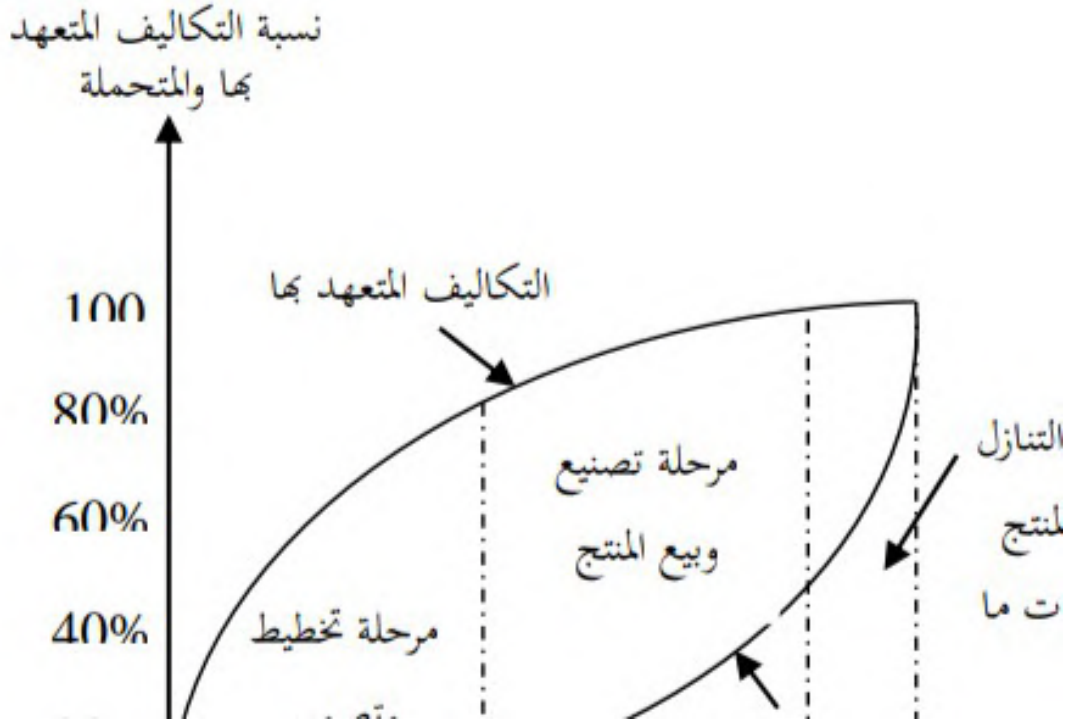 نسبة التكاليف المتعهد
بها والمتحملة
التكاليف المتعهد بها
100
80%
التنازل
مرحلة تصنيع
60%
لمنتج
وبيع المنتج
ت ما
40%
مرحلة تخطيط